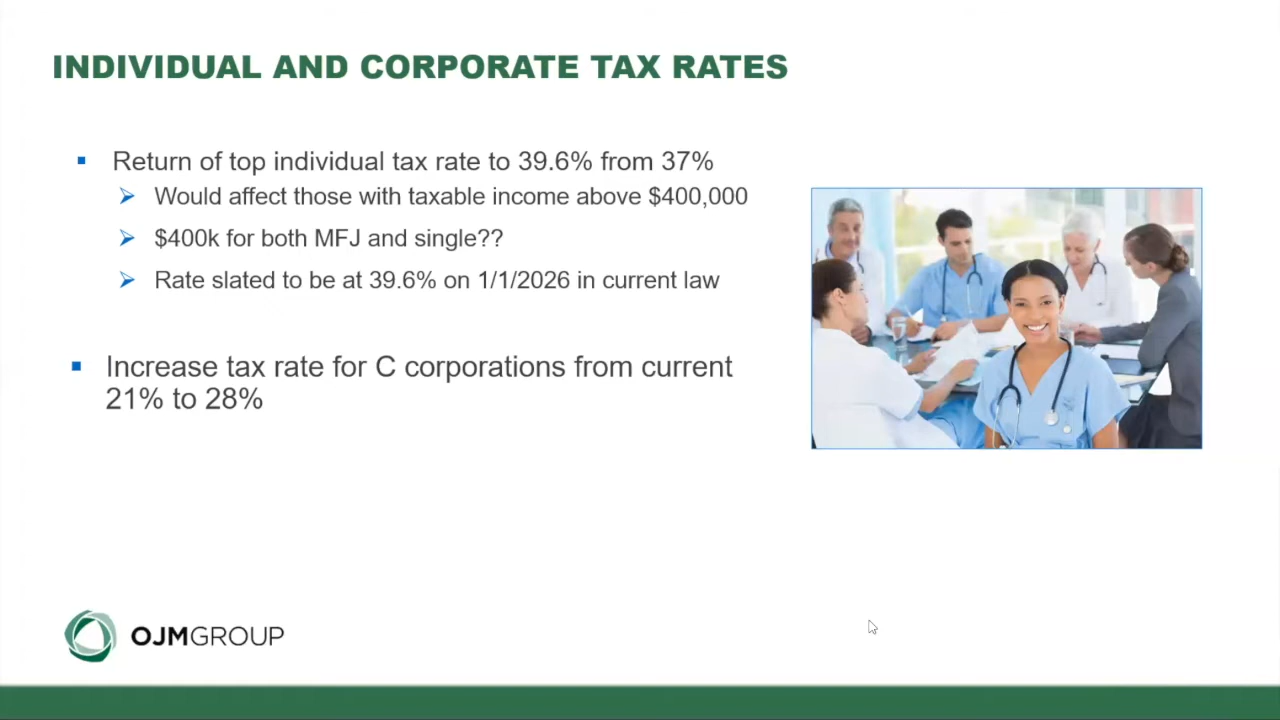 INDIVIDUAL AND CORPORATE TAX RATES
Return of top individual tax rate to 39.6% from 37%
Would affect those with taxable income above $400,000
$400k for both MFJ and single??
Rate slated to be at 39.6% on 1/1/2026 in current law
Increase tax rate for C corporations from current
21% to 28%
OJMGROUP